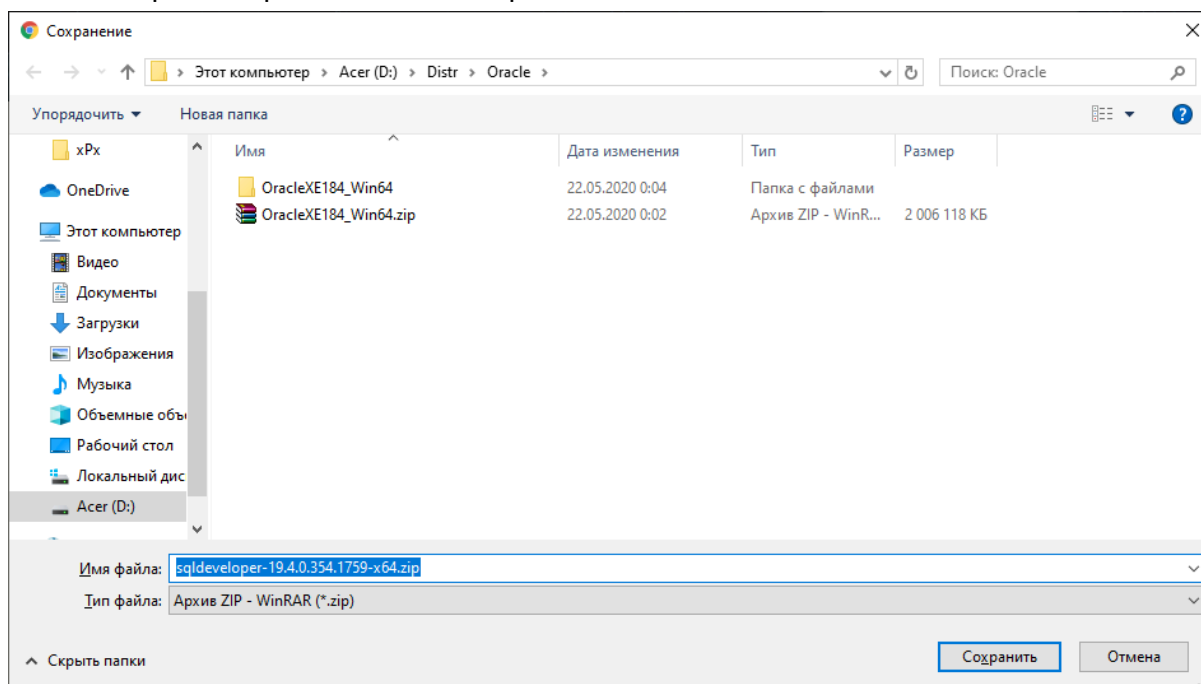 Сохранение
Этот компьютер > Acer (D:) > Distr > Oracle >
Поиск: Oracle
Упорядочить Новая папка
xPx
OneDrive
Этот компьютер
Видео
Документы
Загрузки
Изображения
Музыка
Объемные объ
Рабочий стол
Локальный дис
Acer (D:)
Имя Дата изменения Тип Размер
OracleXE184_Win64 22.05.2020 0:04 Папка с файлами
OracleXE184_Win64.zip 22.05.2020 0:02 Архив ZIP - WinR... 2 006 118 КБ
Имя файла: sqldeveloper-19.4.0.354.1759-x64.zip
Тип файла: Архив ZIP - WinRAR (*.zip)
Скрыть папки
Сохранить Отмена